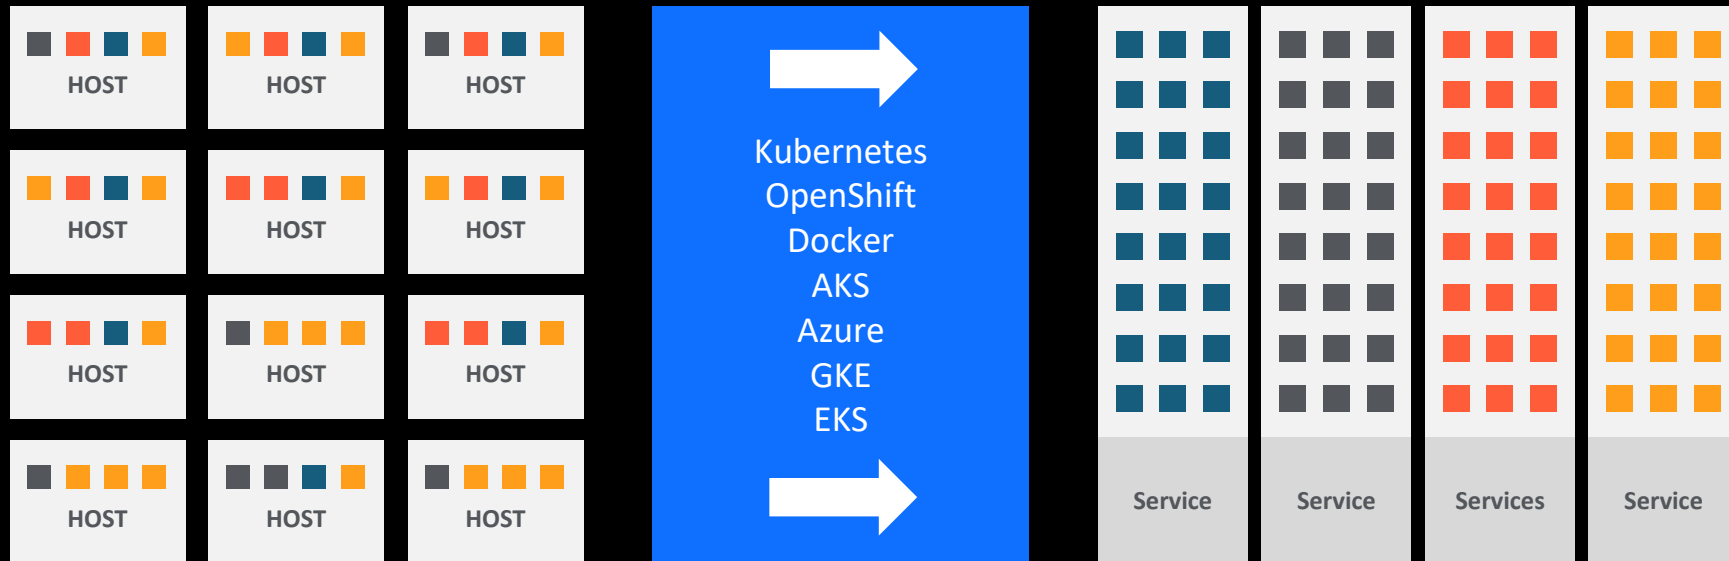 HOST HOST HOST
HOST HOST HOST
HOST HOST HOST
HOST HOST HOST
Kubernetes
OpenShift
Docker
AKS
Azure
GKE
EKS
Service Service Services Service